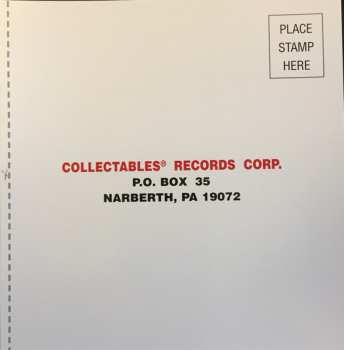 PLACE
STAMP
HERE
COLLECTABLES® RECORDS CORP.
P.O. BOX 35
NARBERTH, PA 19072